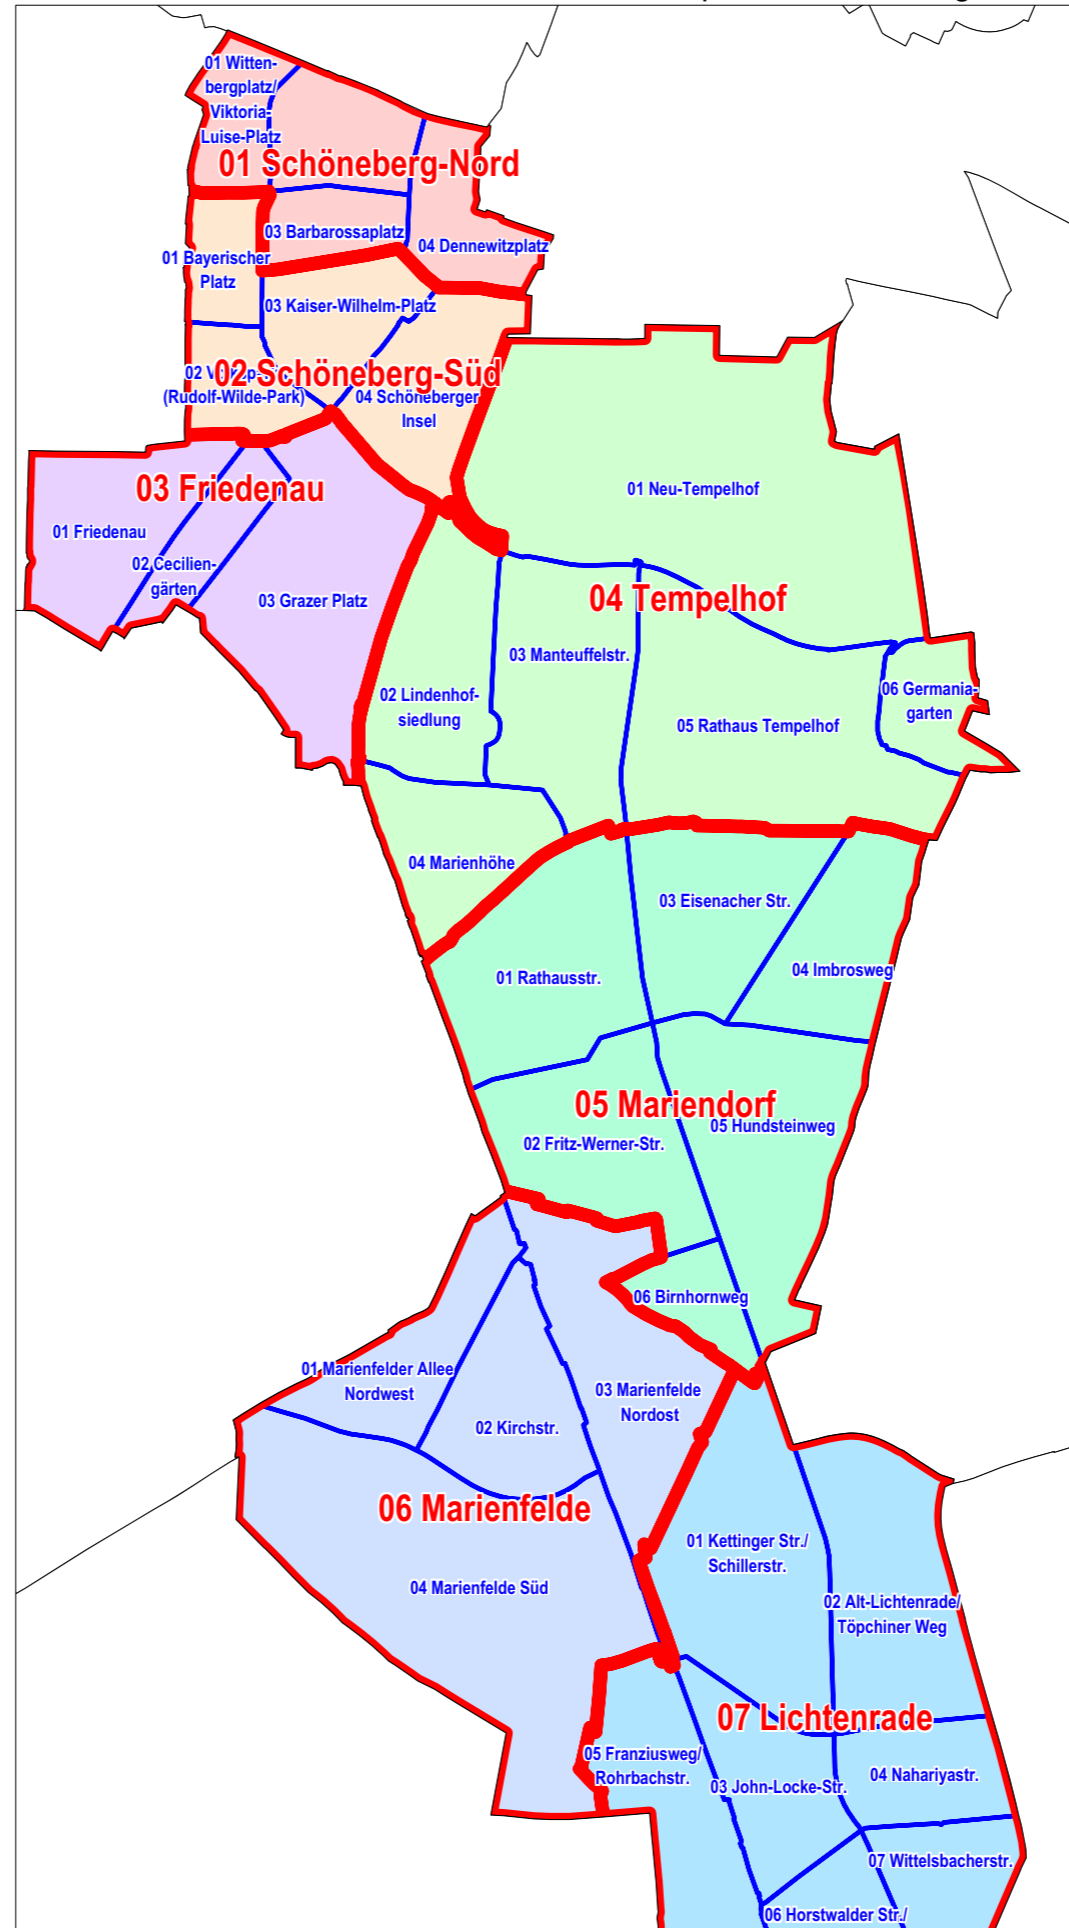 01 Witten-
bergplatz/
Viktoria-
Luise-Platz
01 Schöneberg-Nord
03 Barbarossaplatz
04 Dennewitzplatz
01 Bayerischer
Platz
03 Kaiser-Wilhelm-Platz
02
02 Schöneberg-Süd
(Rudolf-Wilde-Park)
04 Schöneberger
Insel
03 Friedenau
01 Friedenau
02 Cecilien-
gärten
03 Grazer Platz
01 Neu-Tempelhof
04 Tempelhof
03 Manteuffelstr.
02 Lindenhof-
siedlung
05 Rathaus Tempelhof
06 Germania-
garten
04 Marienhöhe
03 Eisenacher Str.
04 Imbrosweg
01 Rathausstr.
05 Mariendorf
05 Hundsteinweg
02 Fritz-Werner-Str.
06 Birnhornweg
01 Marienfelder Allee
Nordwest
03 Marienfelde
Nordost
02 Kirchstr.
06 Marienfelde
04 Marienfelde Süd
01 Kettinger Str./
Schillerstr.
02 Alt-Lichtenrade/
Töpchiner Weg
07 Lichtenrade
05 Franziusweg/
Rohrbachstr.
03 John-Locke-Str.
04 Nahariyastr.
07 Wittelsbacherstr.
06 Horstwalder Str./